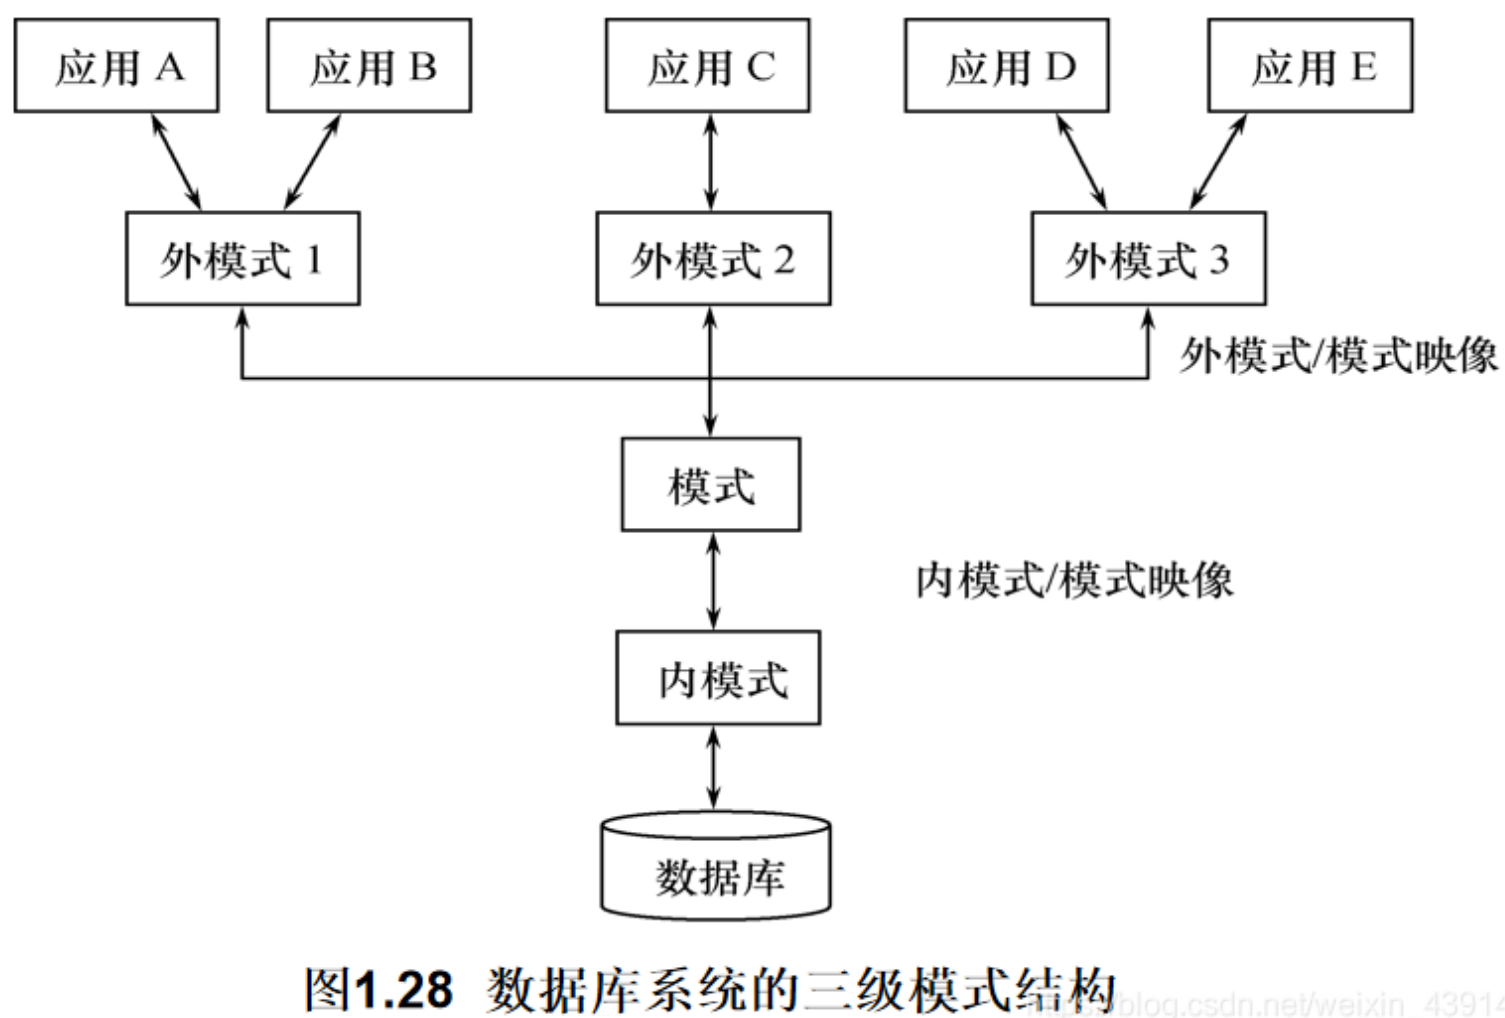 应用 A
应用 B
应用 C
应用 D
应用 E
外模式 1
外模式 2
外模式 3
外模式/模式映像
模式
内模式/模式映像
内模式
数据库
图1.28 数据库系统的三级模式结构
https://blog.csdn.net/weixin_43914